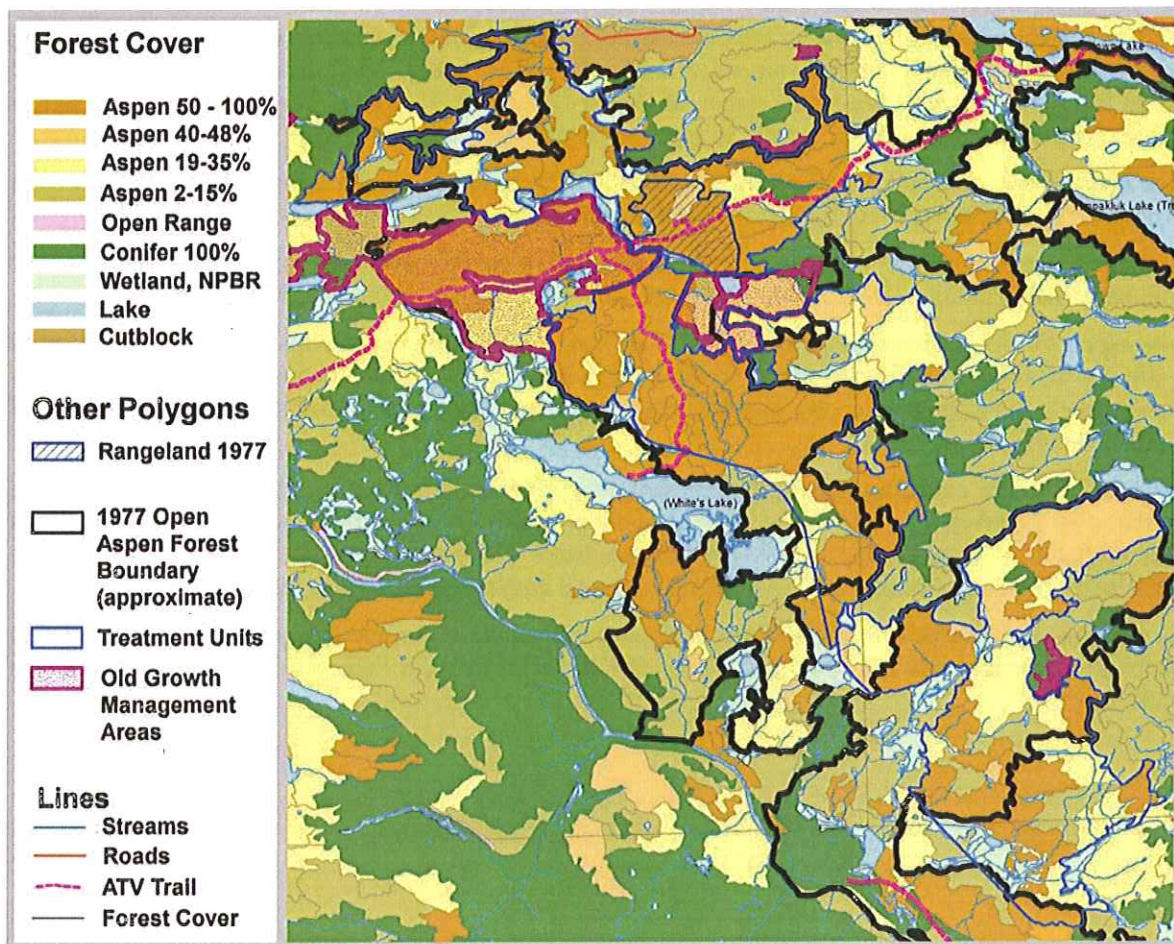 Forest Cover
Aspen 50 - 100%
Aspen 40-48%
Aspen 19-35%
Aspen 2-15%
Open Range
Conifer 100%
Wetland, NPBR
Lake
Cutblock
Other Polygons
Rangeland 1977
1977 Open
Aspen Forest
Boundary
(approximate)
Treatment Units
Old Growth
Management
Areas
Lines
Streams
Roads
ATV Trail
Forest Cover
Lake
Lake
(White's Lake)